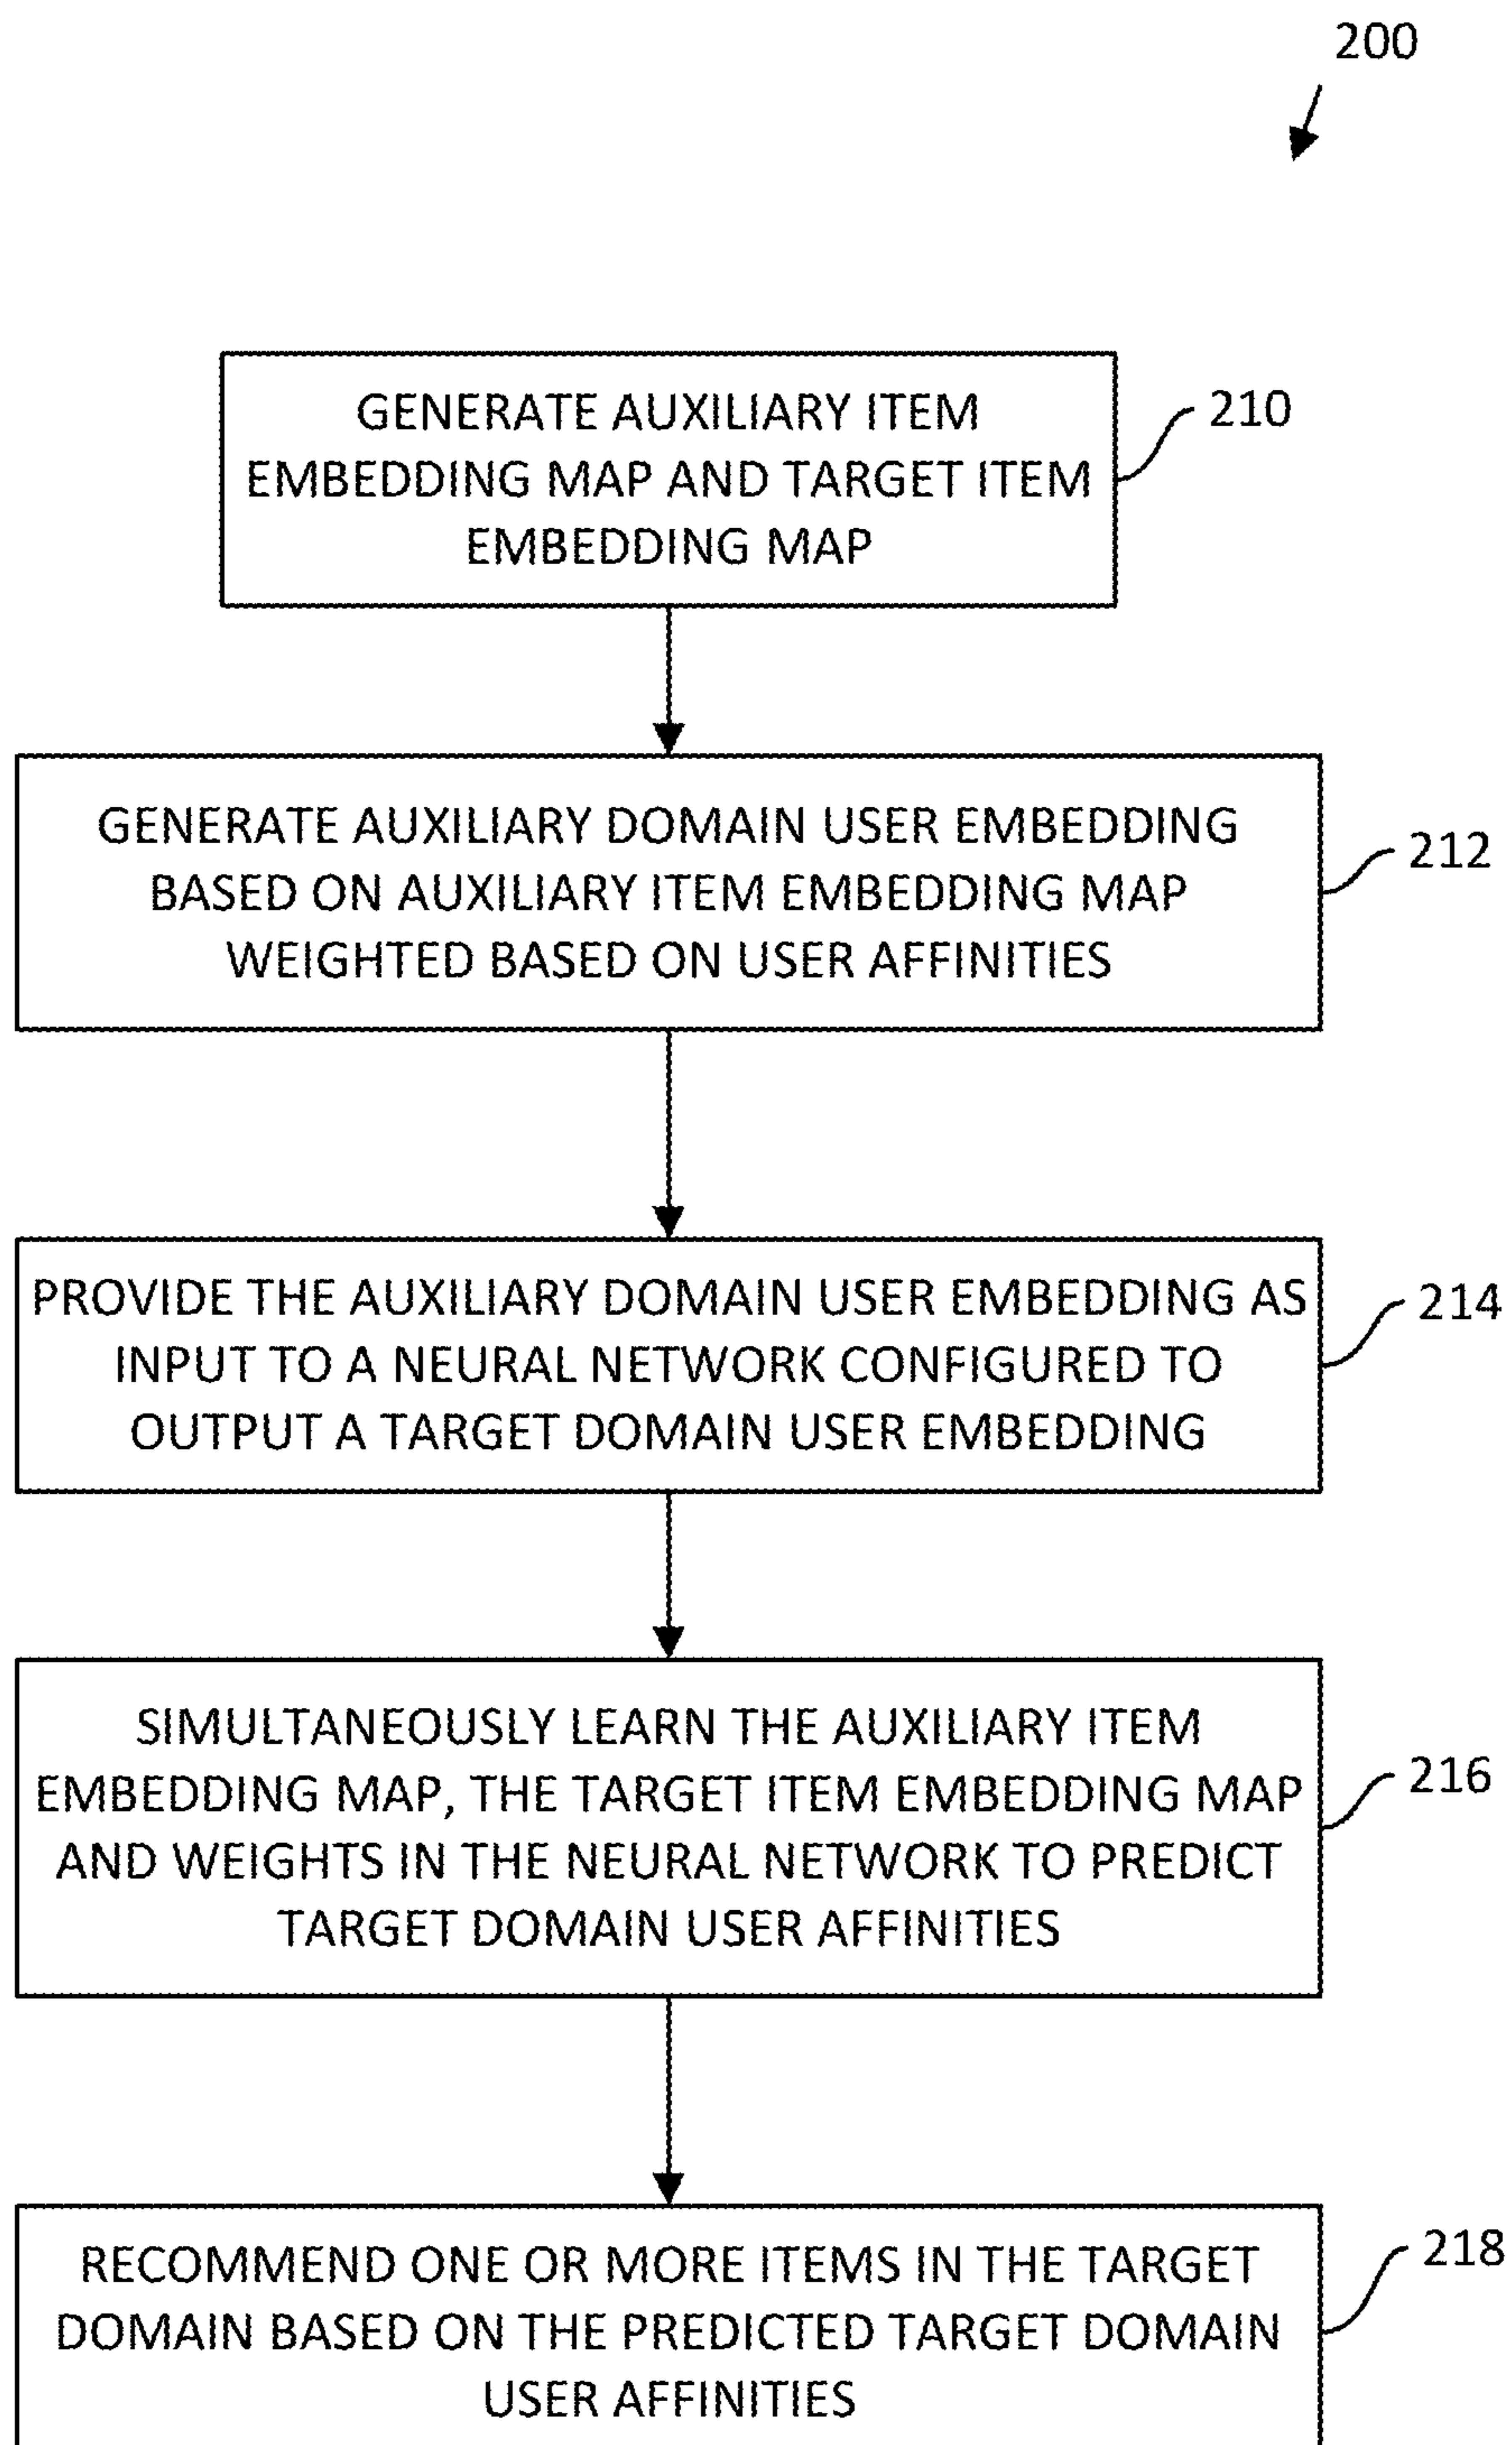 200
GENERATE AUXILIARY ITEM
EMBEDDING MAP AND TARGET ITEM
EMBEDDING MAP
210
GENERATE AUXILIARY DOMAIN USER EMBEDDING
BASED ON AUXILIARY ITEM EMBEDDING MAP
WEIGHTED BASED ON USER AFFINITIES
212
PROVIDE THE AUXILIARY DOMAIN USER EMBEDDING AS
INPUT TO A NEURAL NETWORK CONFIGURED TO
OUTPUT A TARGET DOMAIN USER EMBEDDING
214
SIMULTANEOUSLY LEARN THE AUXILIARY ITEM
EMBEDDING MAP, THE TARGET ITEM EMBEDDING MAP
AND WEIGHTS IN THE NEURAL NETWORK TO PREDICT
TARGET DOMAIN USER AFFINITIES
216
RECOMMEND ONE OR MORE ITEMS IN THE TARGET
DOMAIN BASED ON THE PREDICTED TARGET DOMAIN
USER AFFINITIES
218